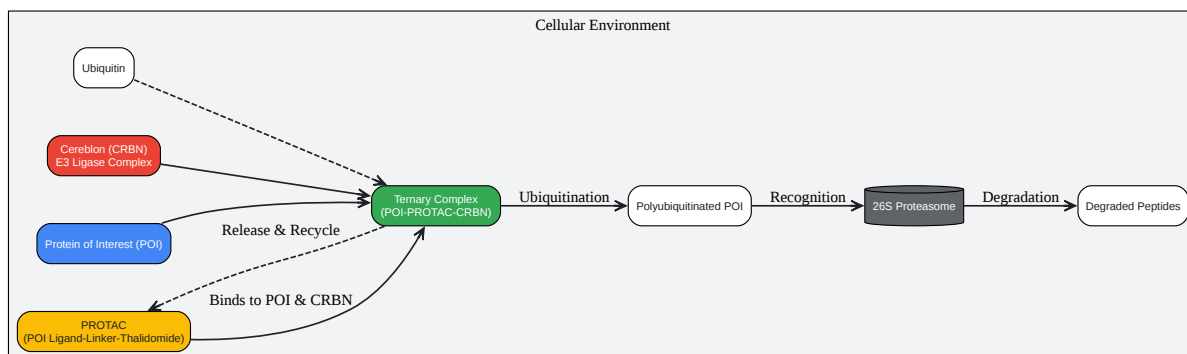 Cellular Environment
Ubiquitin
Cereblon (CRBN)
E3 Ligase Complex
Protein of Interest (POI)
PROTAC
(POI Ligand-Linker-Thalidomide)
Release & Recycle
Binds to POI & CRBN
Ternary Complex
(POI-PROTAC-CRBN)
Ubiquitination
Polyubiquitinated POI
Recognition
26S Proteasome
Degradation
Degraded Peptides